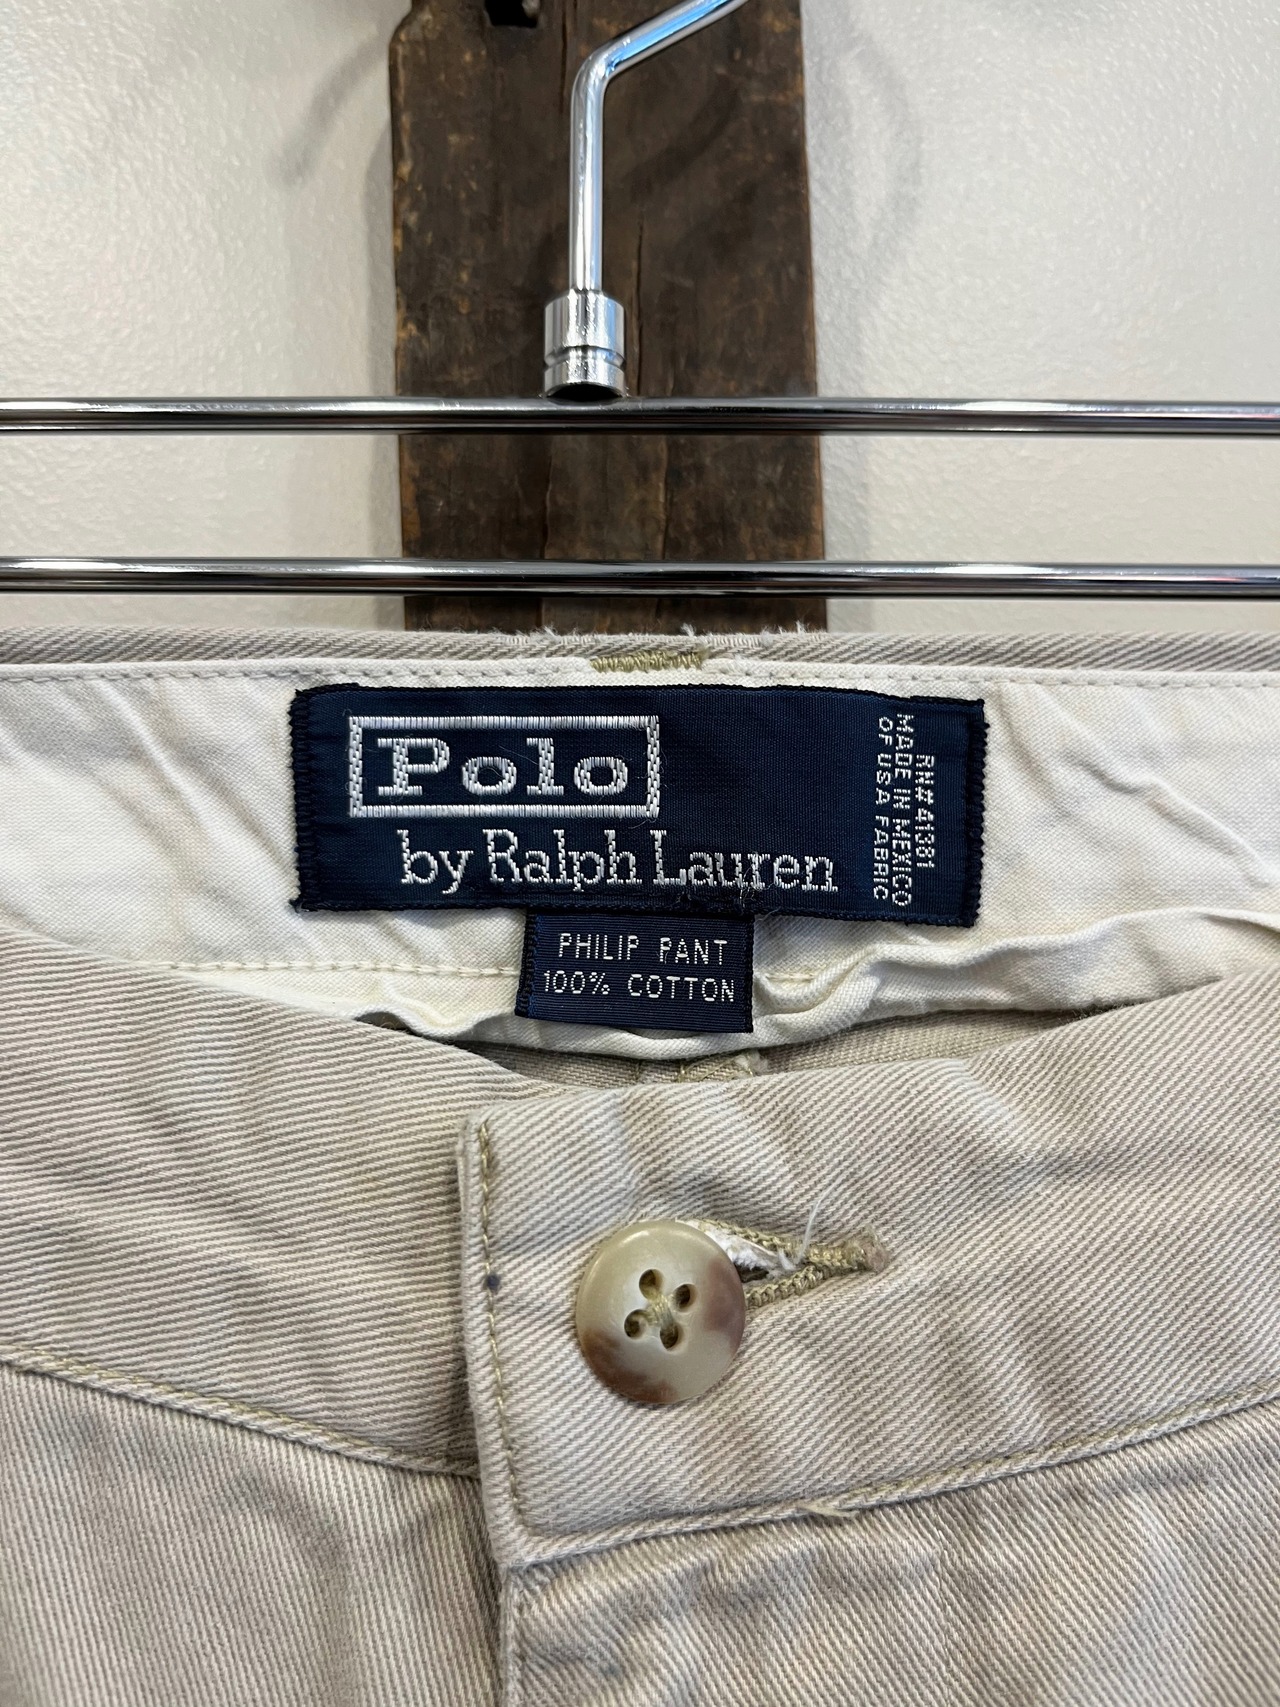 Polo
by Ralph Lauren
RN# 41381
MADE IN MEXICO
OF USA FABRIC
PHILIP PANT
100% COTTON